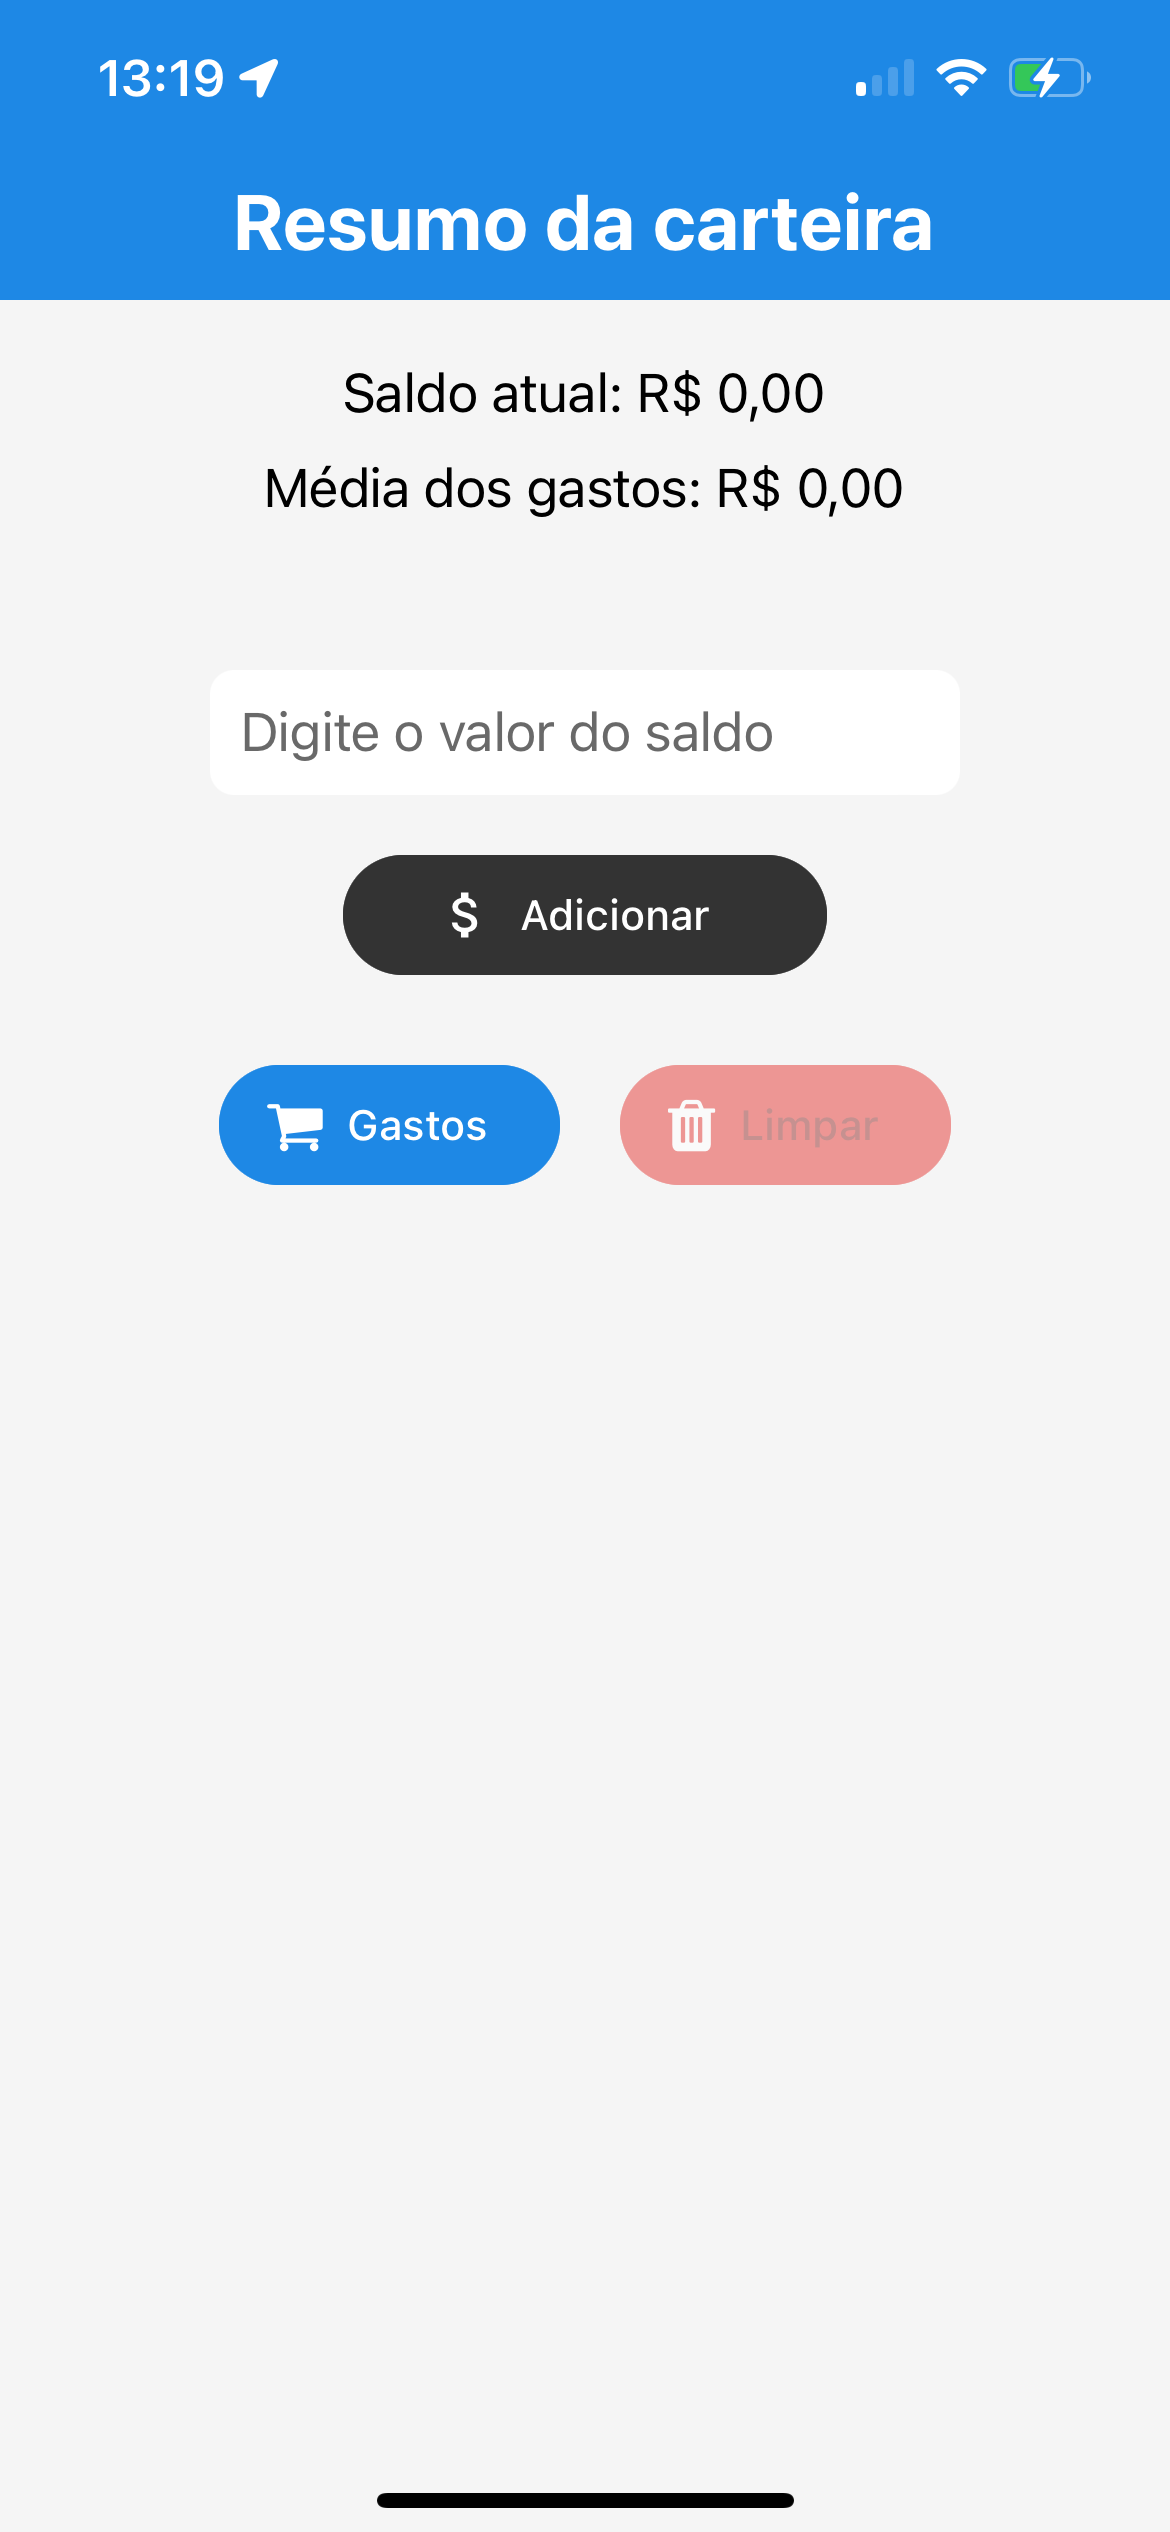 13:19
Resumo da carteira
Saldo atual: R$ 0,00
Média dos gastos: R$ 0,00
Digite o valor do saldo
$ Adicionar
Gastos
Limpar